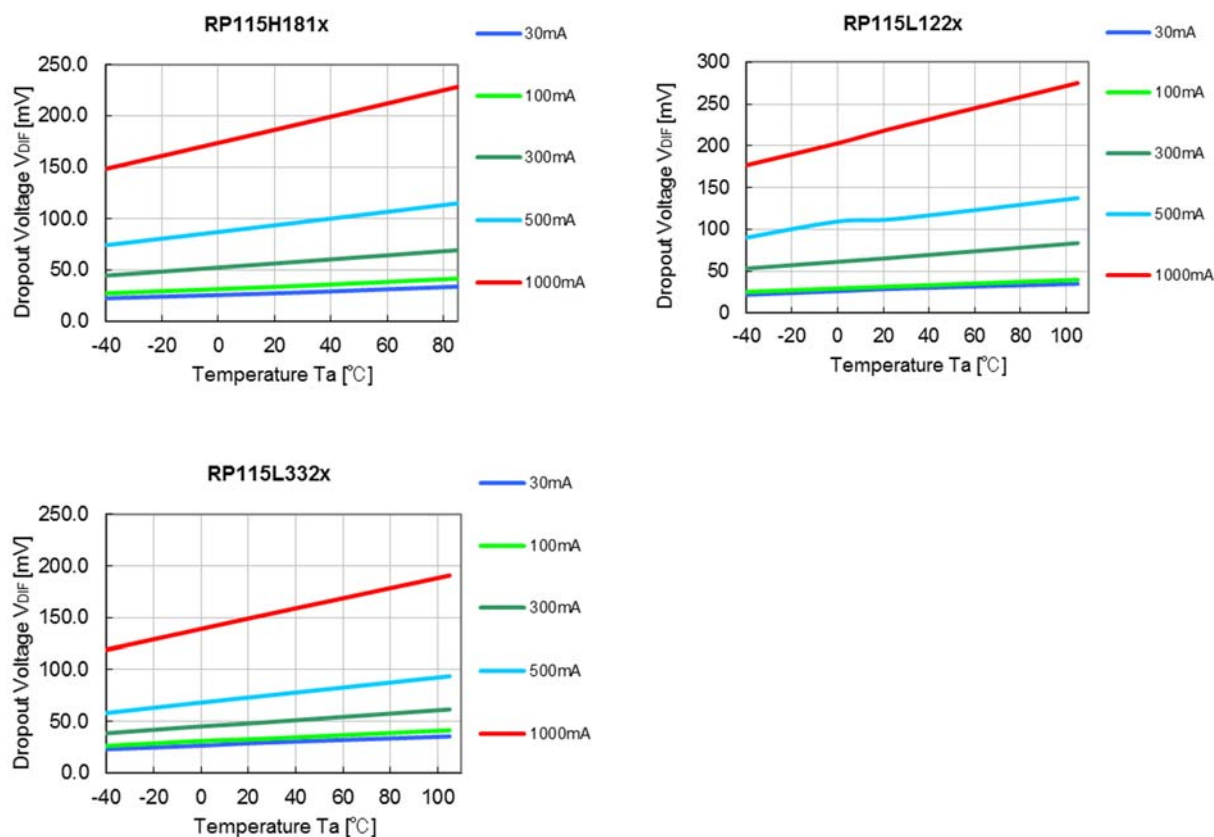 RP115H181x
Dropout Voltage VDIF [mV]
250.0
200.0
150.0
100.0
50.0
0.0
-40 -20 0 20 40 60 80
Temperature Ta [℃]
30mA
100mA
300mA
500mA
1000mA
RP115L122x
Dropout Voltage VDIF [mV]
300
250
200
150
100
50
0
-40 -20 0 20 40 60 80 100
Temperature Ta [℃]
30mA
100mA
300mA
500mA
1000mA
RP115L332x
Dropout Voltage VDIF [mV]
250.0
200.0
150.0
100.0
50.0
0.0
-40 -20 0 20 40 60 80 100
Temperature Ta [℃]
30mA
100mA
300mA
500mA
1000mA